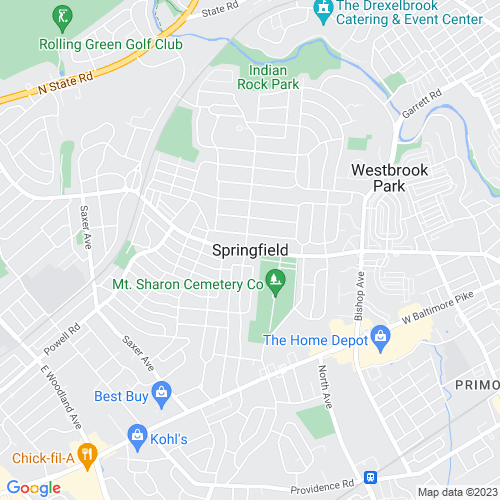 State Rd
The Drexelbrook
Catering & Event Center
Rolling Green Golf Club
N State Rd
Indian
Rock Park
Garrett Rd
Westbrook
Park
Saxer Ave
Springfield
Mt. Sharon Cemetery Co
Bishop Ave
W Baltimore Pike
Powell Rd
Saxer Ave
The Home Depot
E Woodland Ave
Best Buy
North Ave
PRIMO
Kohl's
Chick-fil-A
Providence Rd
Google
Map data ©2023